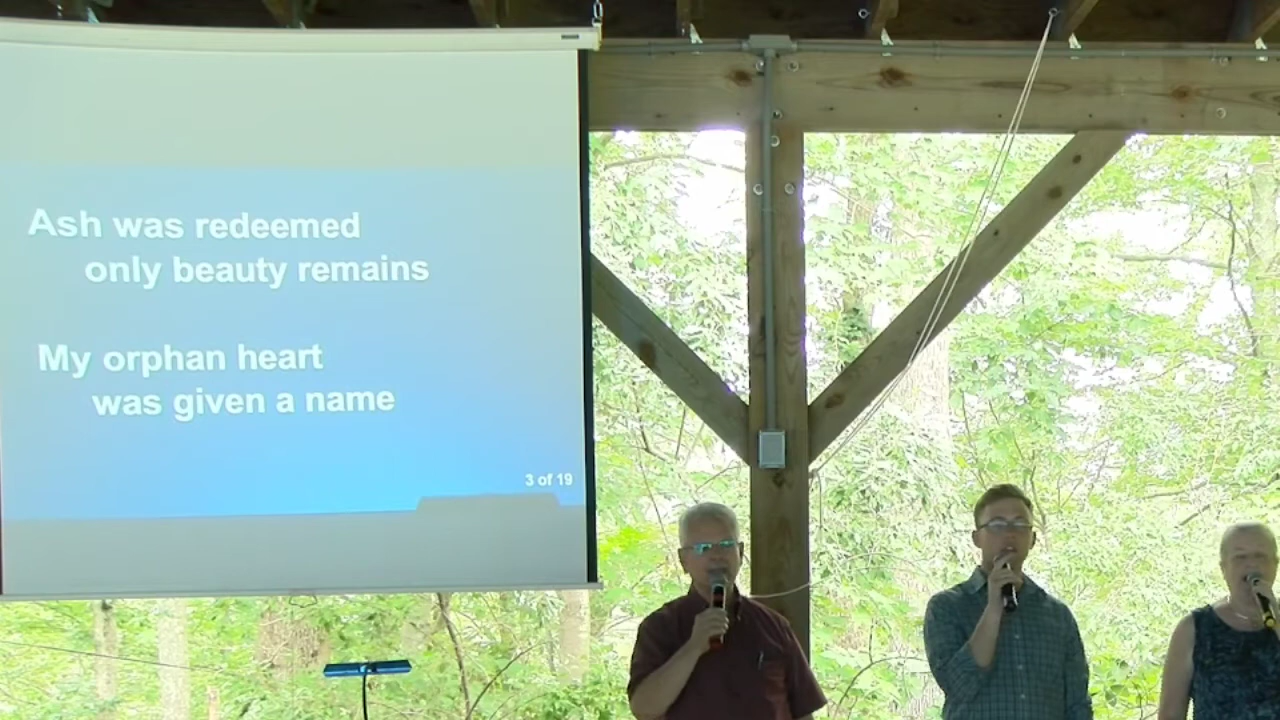 Ash was redeemed
only beauty remains
My orphan heart
was given a name
3 of 19